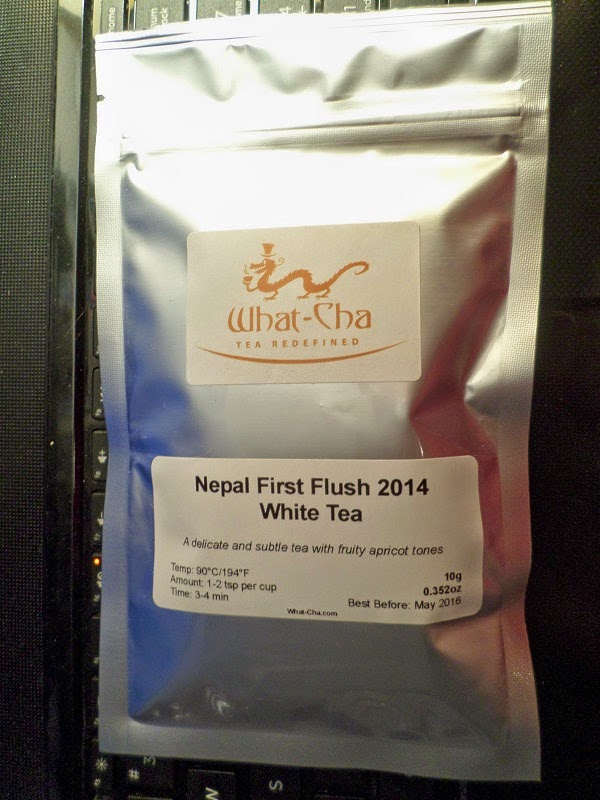 What-Cha
TEA REDEFINED
Nepal First Flush 2014
White Tea
A delicate and subtle tea with fruity apricot tones
Temp: 90°C/194°F
Amount: 1-2 tsp per cup
Time: 3-4 min
10g
0.352oz
Best Before: May 2016
What-Cha.com
# 3
W
S